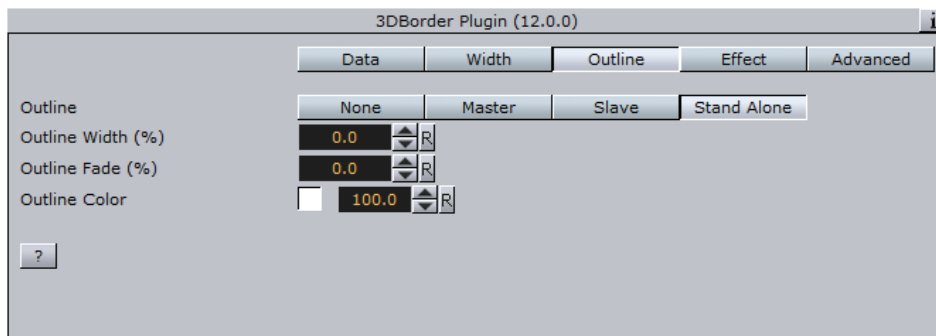 3DBorder Plugin (12.0.0) i
Data Width Outline Effect Advanced
Outline None Master Slave Stand Alone
Outline Width (%) 0.0 R
Outline Fade (%) 0.0 R
Outline Color 100.0 R
?